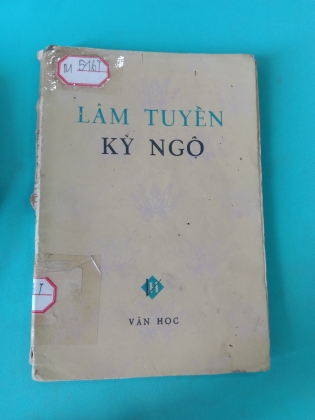 M 5161
LÂM TUYỀN
KỲ NGỘ
I
VĂN HỌC